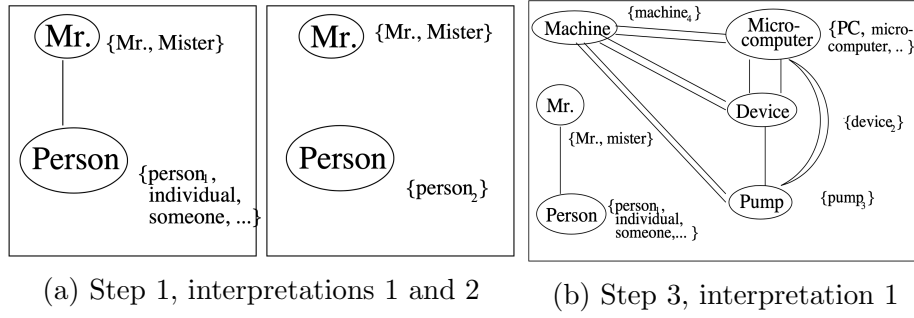 Mr. {Mr., Mister}
Person
{person₁,
individual,
someone, ...}
Mr. {Mr., Mister}
Person
{person₂}
(a) Step 1, interpretations 1 and 2
{machine₄}
Machine
Micro-
computer
{PC, micro-
computer, .. }
Mr.
{Mr., mister}
Device
{device₂}
Person
{person₁,
individual,
someone,... }
Pump
{pump₃}
(b) Step 3, interpretation 1